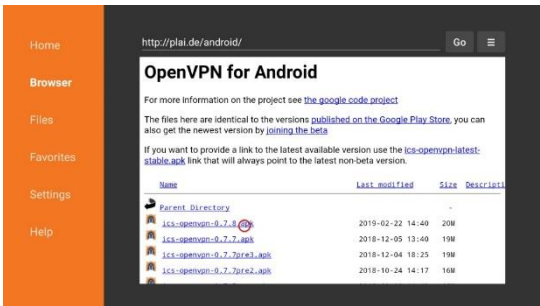 Home
Browser
Files
Favorites
Settings
Help
http://plai.de/android/ Go
OpenVPN for Android
For more information on the project see the google code project
The files here are identical to the versions published on the Google Play Store, you can
also get the newest version by joining the beta
If you want to provide a link to the latest available version use the ics-openvpn-latest-
stable.apk link that will always point to the latest non-beta version.
Name Last modified Size Descripti
Parent Directory -
ics-openvpn-0.7.8.apk 2019-02-22 14:40 20M
ics-openvpn-0.7.7.apk 2018-12-05 13:40 19M
ics-openvpn-0.7.7pre3.apk 2018-12-04 18:25 19M
ics-openvpn-0.7.7pre2.apk 2018-10-24 14:17 16M